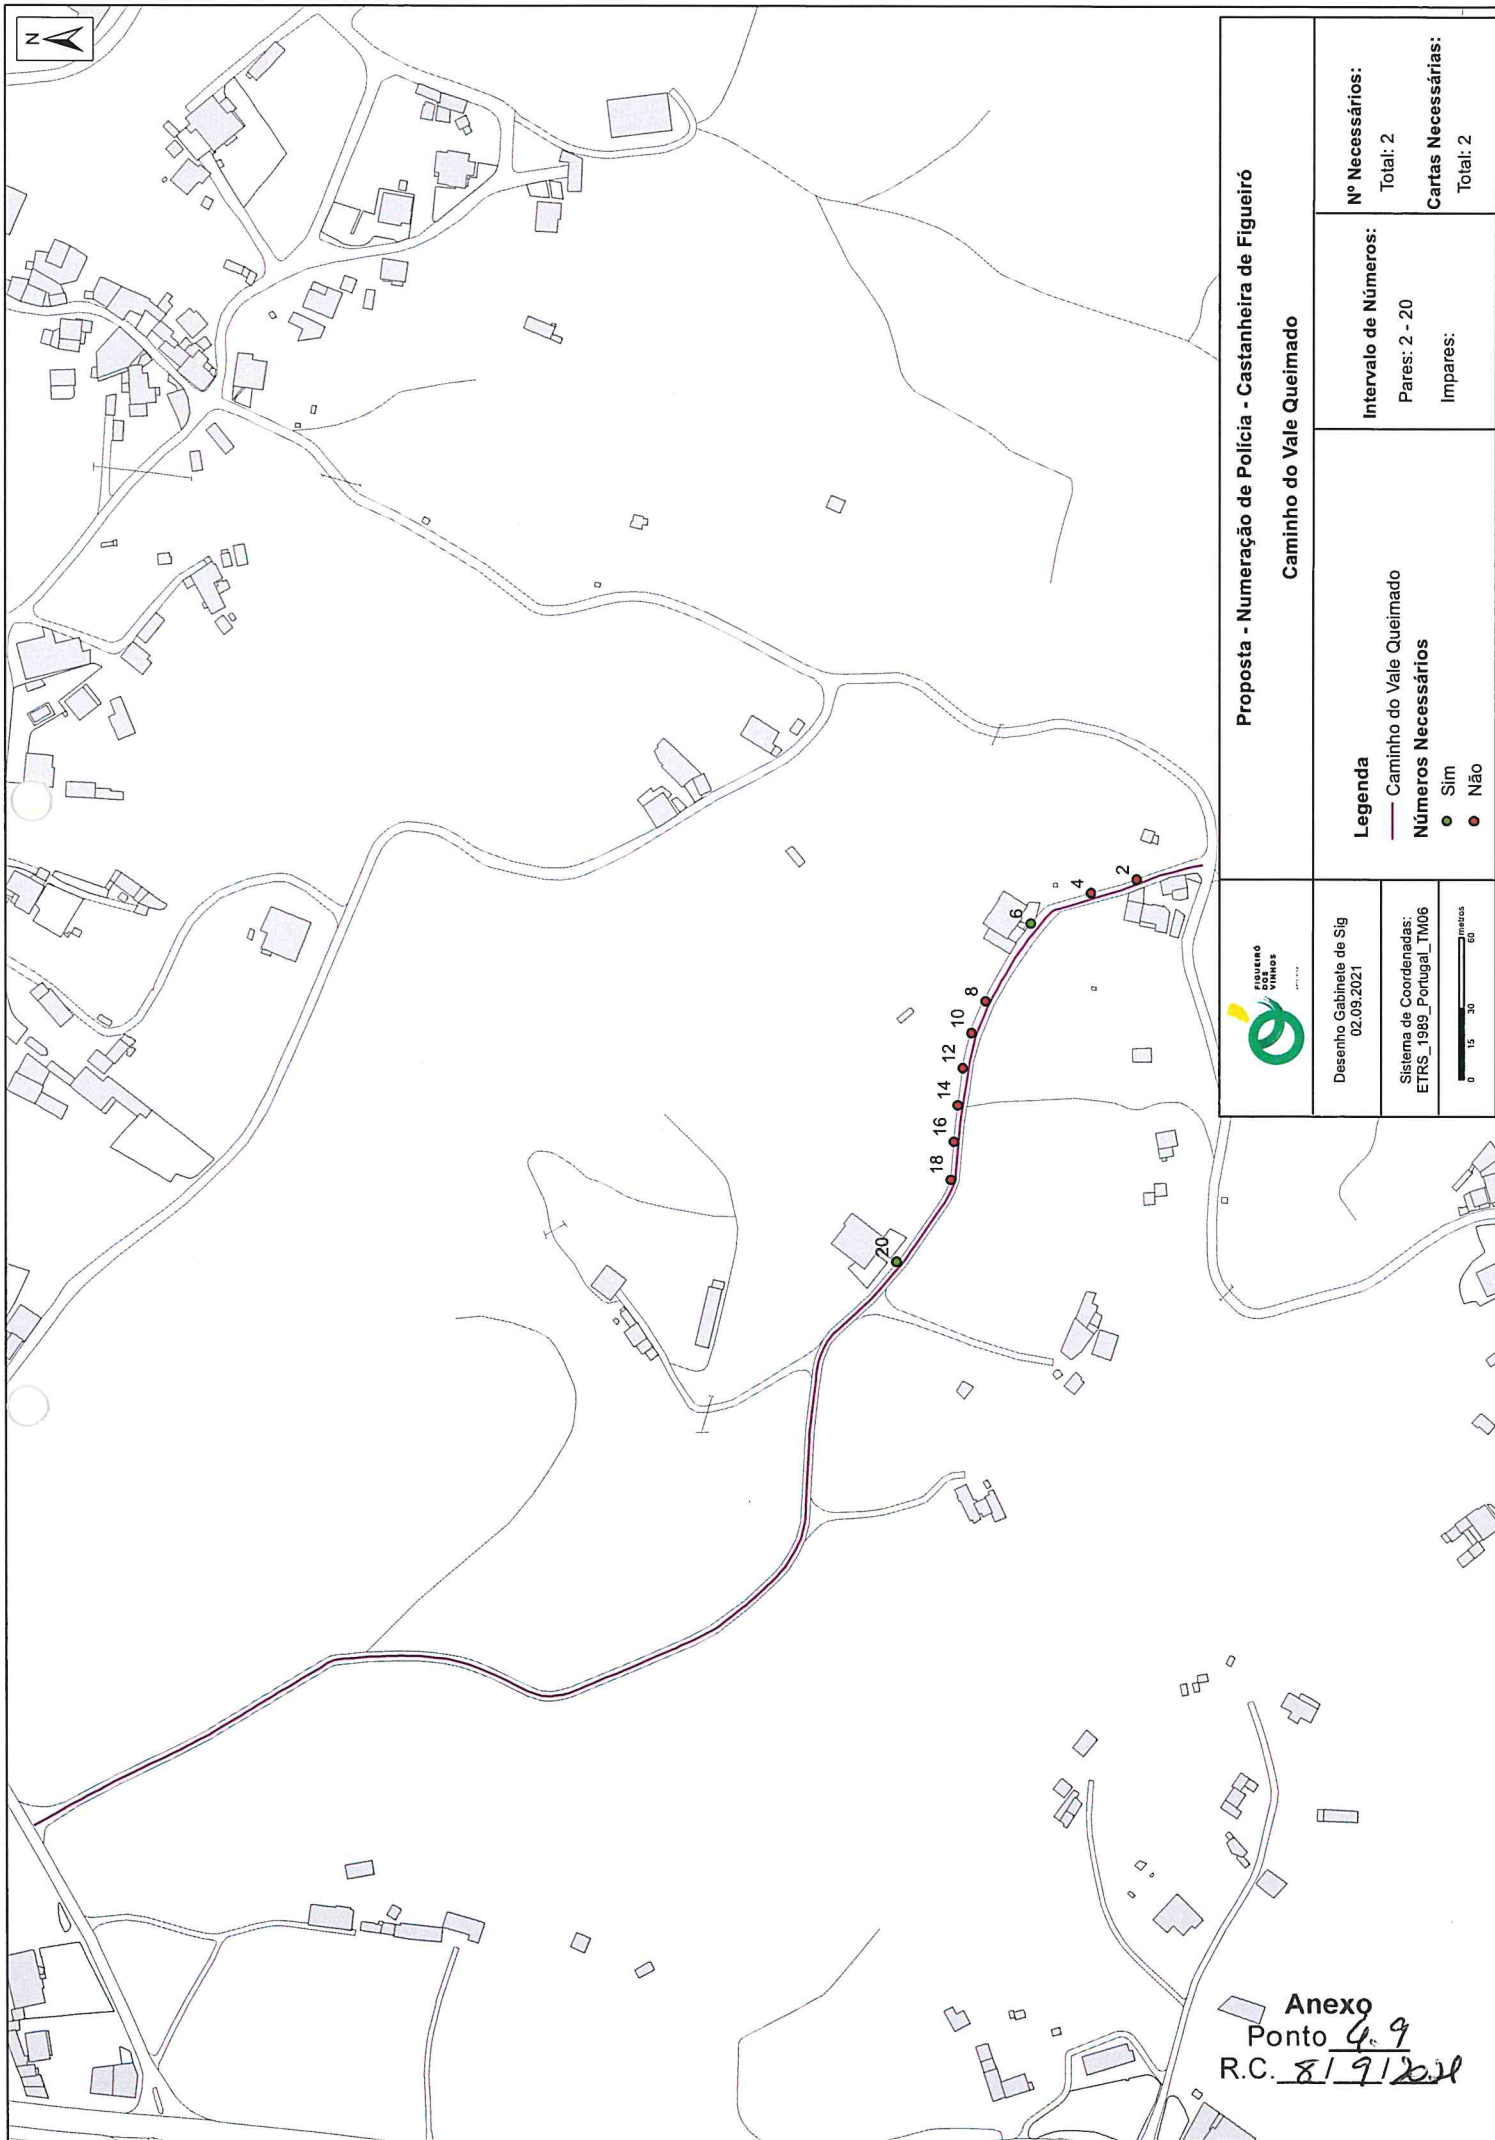 N
20
18
16
14
12
10
8
6
4
2
Proposta - Numeração de Polícia - Castanheira de Figueiró
Caminho do Vale Queimado
FIGUEIRÓ
DOS
VINHOS
Desenho Gabinete de Sig
02.09.2021
Sistema de Coordenadas:
ETRS_1989_Portugal_TM06
0 15 30 60 metros
Legenda
Caminho do Vale Queimado
Números Necessários
Sim
Não
Intervalo de Números:
Pares: 2 - 20
Impares:
Nº Necessários:
Total: 2
Cartas Necessárias:
Total: 2
Anexo
Ponto 4.9
R.C. 8/9/2021